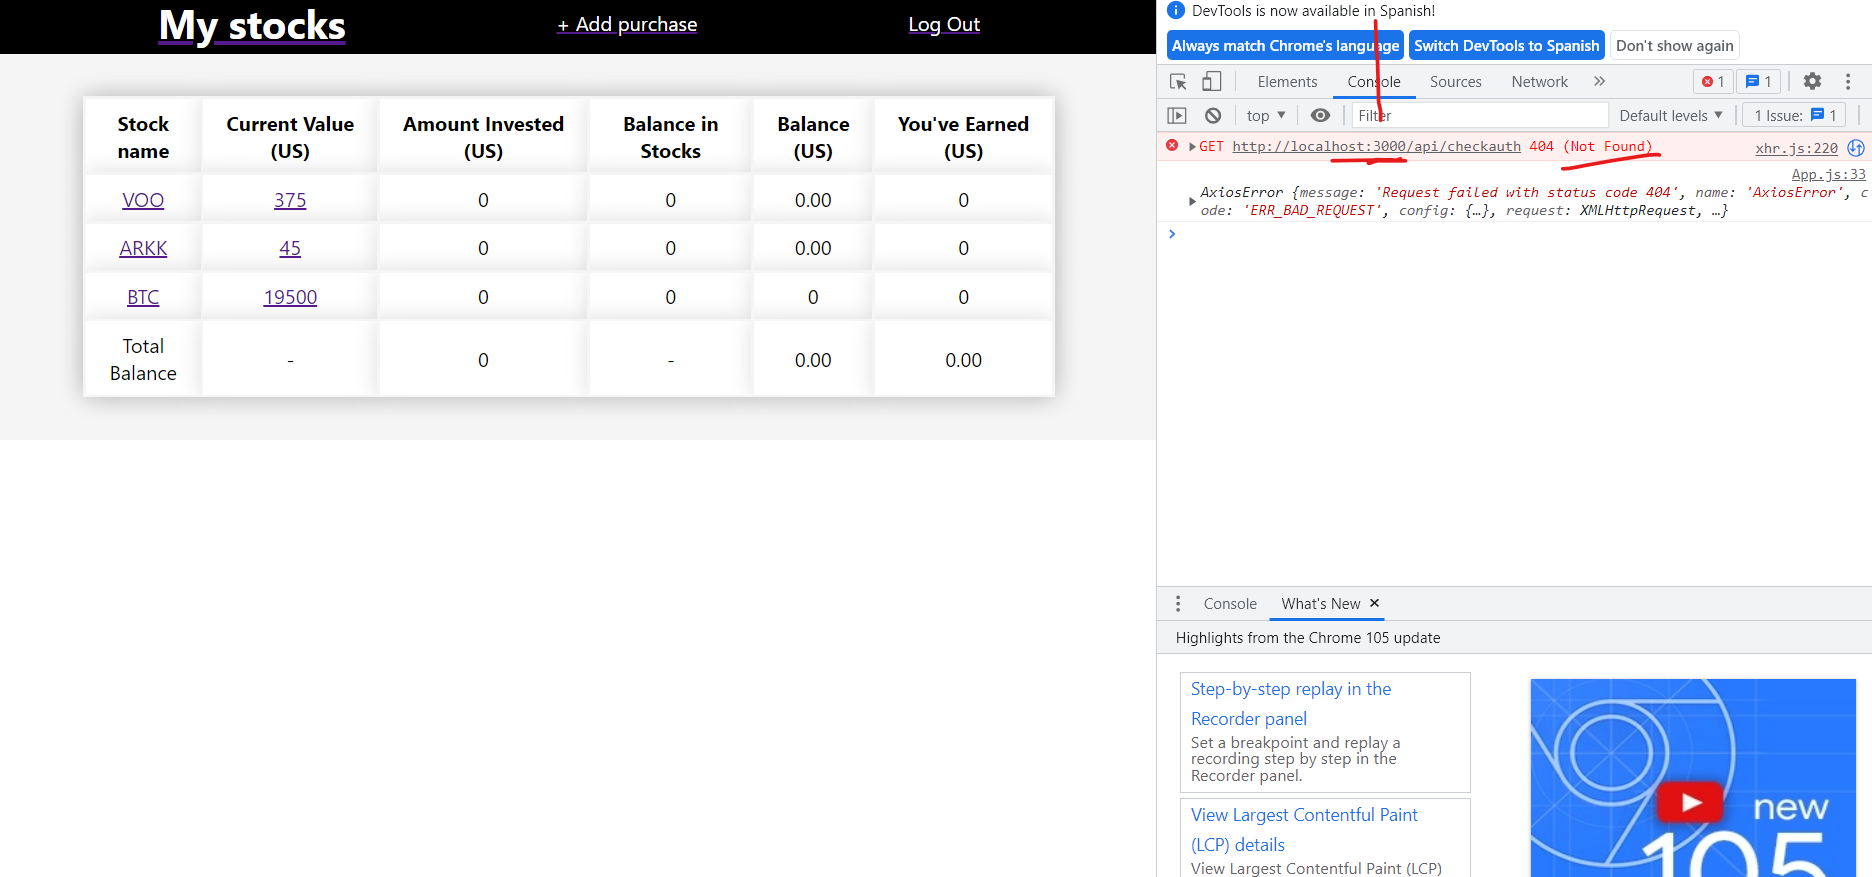 My stocks
+ Add purchase
Log Out
Stock name
Current Value (US)
Amount Invested (US)
Balance in Stocks
Balance (US)
You've Earned (US)
VOO 375 0 0 0.00 0
ARKK 45 0 0 0.00 0
BTC 19500 0 0 0 0
Total Balance - 0 - 0.00 0.00
DevTools is now available in Spanish!
Always match Chrome's language
Switch DevTools to Spanish
Don't show again
Elements Console Sources Network » 1 1
top ▼ Filter Default levels ▼ 1 Issue: 1
GET http://localhost:3000/api/checkauth 404 (Not Found) xhr.js:220
App.js:33
AxiosError {message: 'Request failed with status code 404', name: 'AxiosError', c
ode: 'ERR_BAD_REQUEST', config: {…}, request: XMLHttpRequest, …}
Console What's New ×
Highlights from the Chrome 105 update
Step-by-step replay in the
Recorder panel
Set a breakpoint and replay a
recording step by step in the
Recorder panel.
View Largest Contentful Paint
(LCP) details
View Largest Contentful Paint (LCP)
new
105